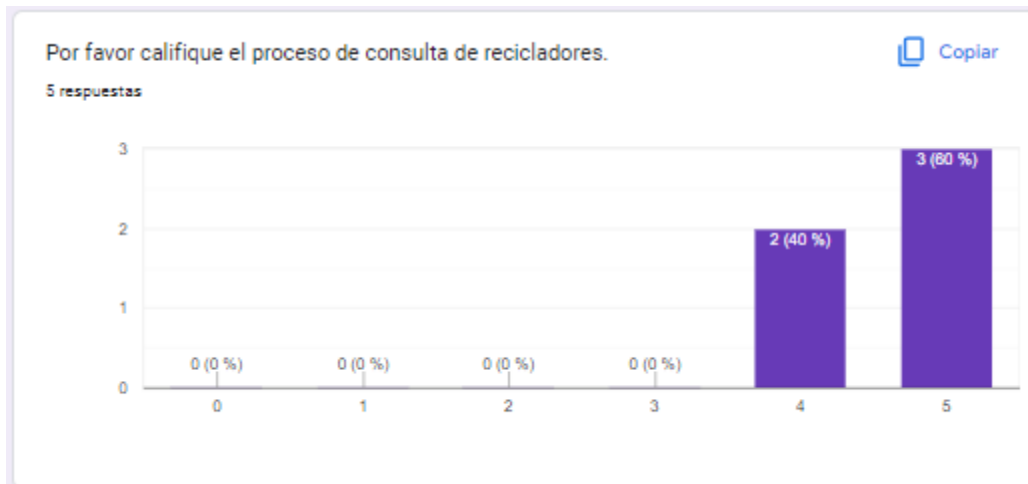 Por favor califique el proceso de consulta de recicladores.
Copiar
5 respuestas
3
3 (60 %)
2
2 (40 %)
1
0 (0 %) 0 (0 %) 0 (0 %) 0 (0 %)
0
0 1 2 3 4 5